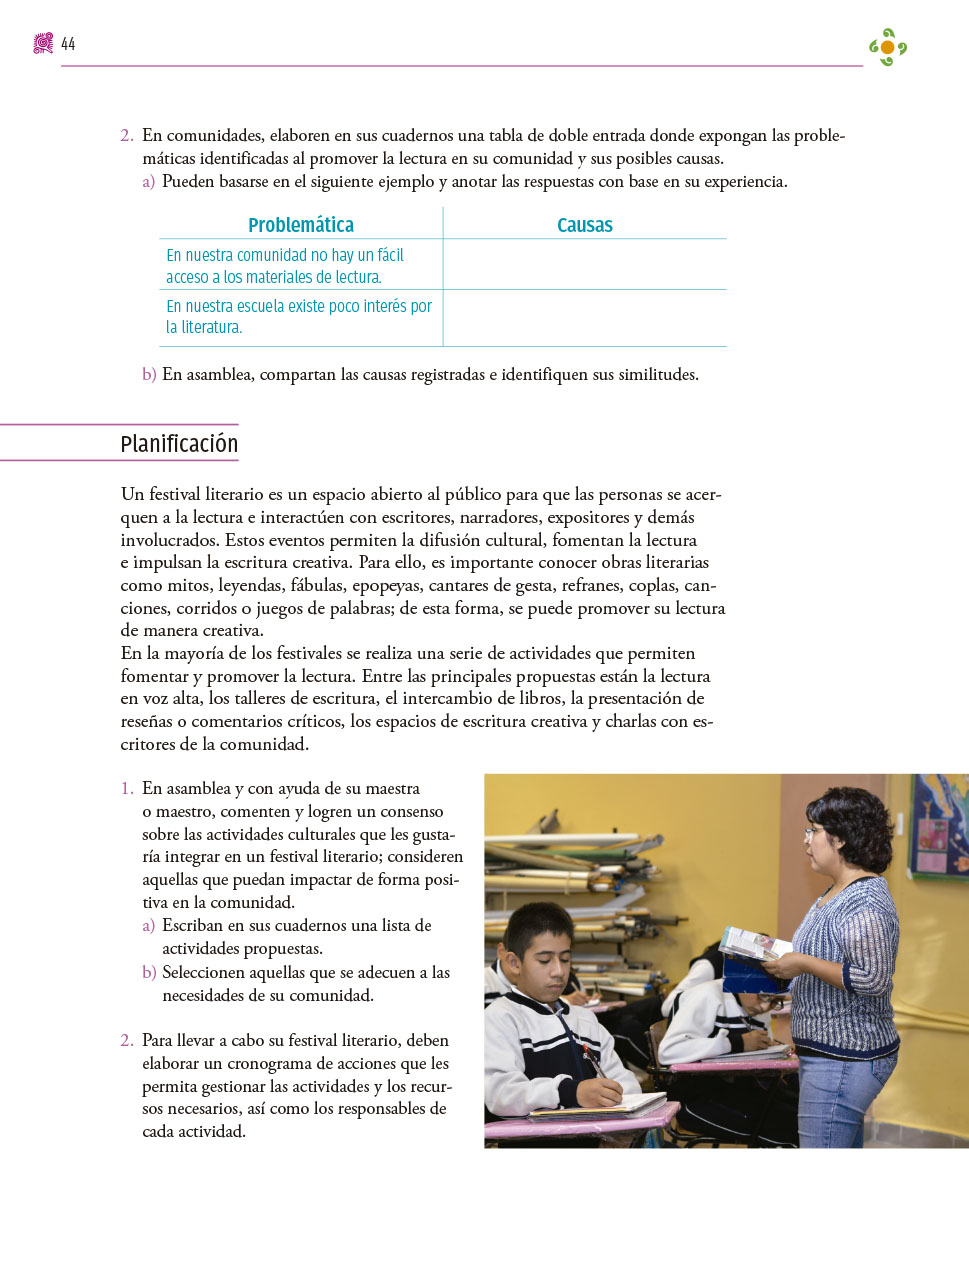 44
2. En comunidades, elaboren en sus cuadernos una tabla de doble entrada donde expongan las proble-
máticas identificadas al promover la lectura en su comunidad y sus posibles causas.
a) Pueden basarse en el siguiente ejemplo y anotar las respuestas con base en su experiencia.
Problemática Causas
En nuestra comunidad no hay un fácil
acceso a los materiales de lectura.
En nuestra escuela existe poco interés por
la literatura.
b) En asamblea, compartan las causas registradas e identifiquen sus similitudes.
Planificación
Un festival literario es un espacio abierto al público para que las personas se acer-
quen a la lectura e interactúen con escritores, narradores, expositores y demás
involucrados. Estos eventos permiten la difusión cultural, fomentan la lectura
e impulsan la escritura creativa. Para ello, es importante conocer obras literarias
como mitos, leyendas, fábulas, epopeyas, cantares de gesta, refranes, coplas, can-
ciones, corridos o juegos de palabras; de esta forma, se puede promover su lectura
de manera creativa.
En la mayoría de los festivales se realiza una serie de actividades que permiten
fomentar y promover la lectura. Entre las principales propuestas están la lectura
en voz alta, los talleres de escritura, el intercambio de libros, la presentación de
reseñas o comentarios críticos, los espacios de escritura creativa y charlas con es-
critores de la comunidad.
1. En asamblea y con ayuda de su maestra
o maestro, comenten y logren un consenso
sobre las actividades culturales que les gusta-
ría integrar en un festival literario; consideren
aquellas que puedan impactar de forma posi-
tiva en la comunidad.
a) Escriban en sus cuadernos una lista de
actividades propuestas.
b) Seleccionen aquellas que se adecuen a las
necesidades de su comunidad.
2. Para llevar a cabo su festival literario, deben
elaborar un cronograma de acciones que les
permita gestionar las actividades y los recur-
sos necesarios, así como los responsables de
cada actividad.